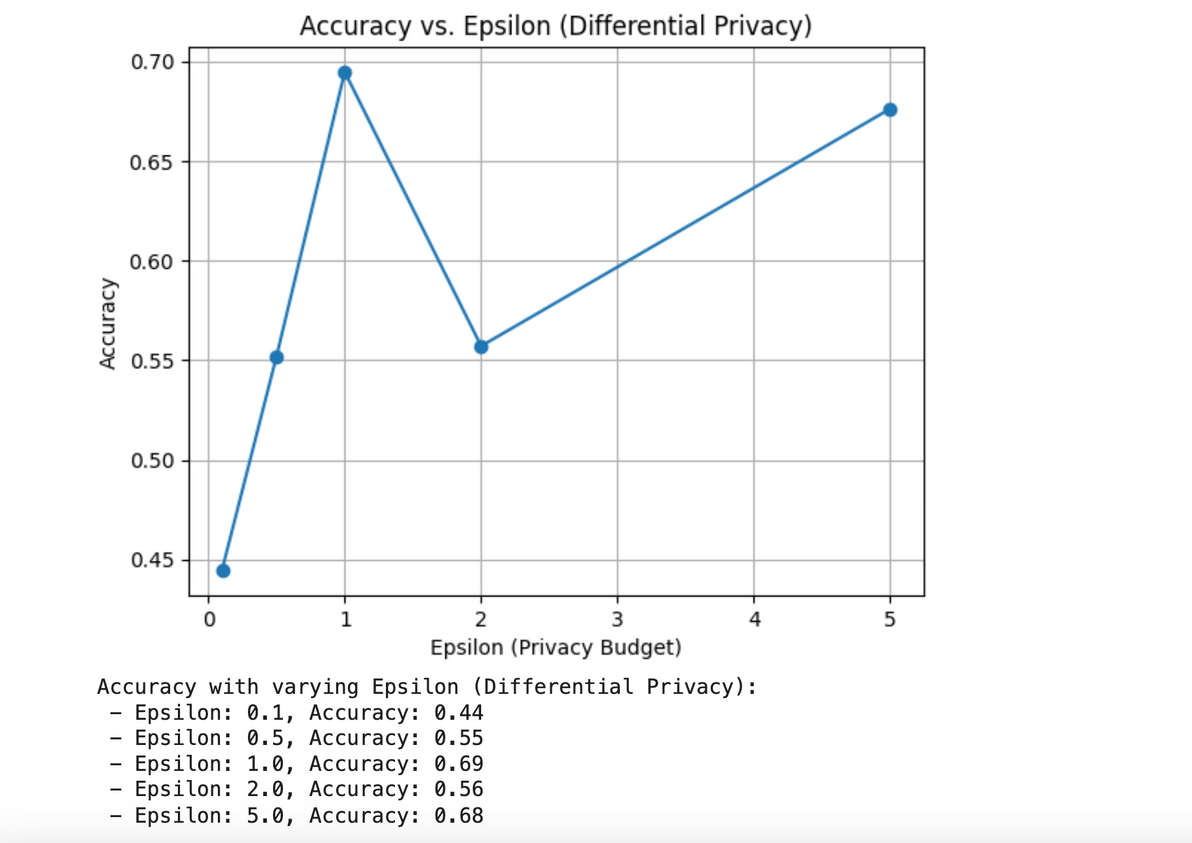 Accuracy vs. Epsilon (Differential Privacy)
0.70
0.65
0.60
0.55
0.50
0.45
Accuracy
0 1 2 3 4 5
Epsilon (Privacy Budget)
Accuracy with varying Epsilon (Differential Privacy):
– Epsilon: 0.1, Accuracy: 0.44
– Epsilon: 0.5, Accuracy: 0.55
– Epsilon: 1.0, Accuracy: 0.69
– Epsilon: 2.0, Accuracy: 0.56
– Epsilon: 5.0, Accuracy: 0.68